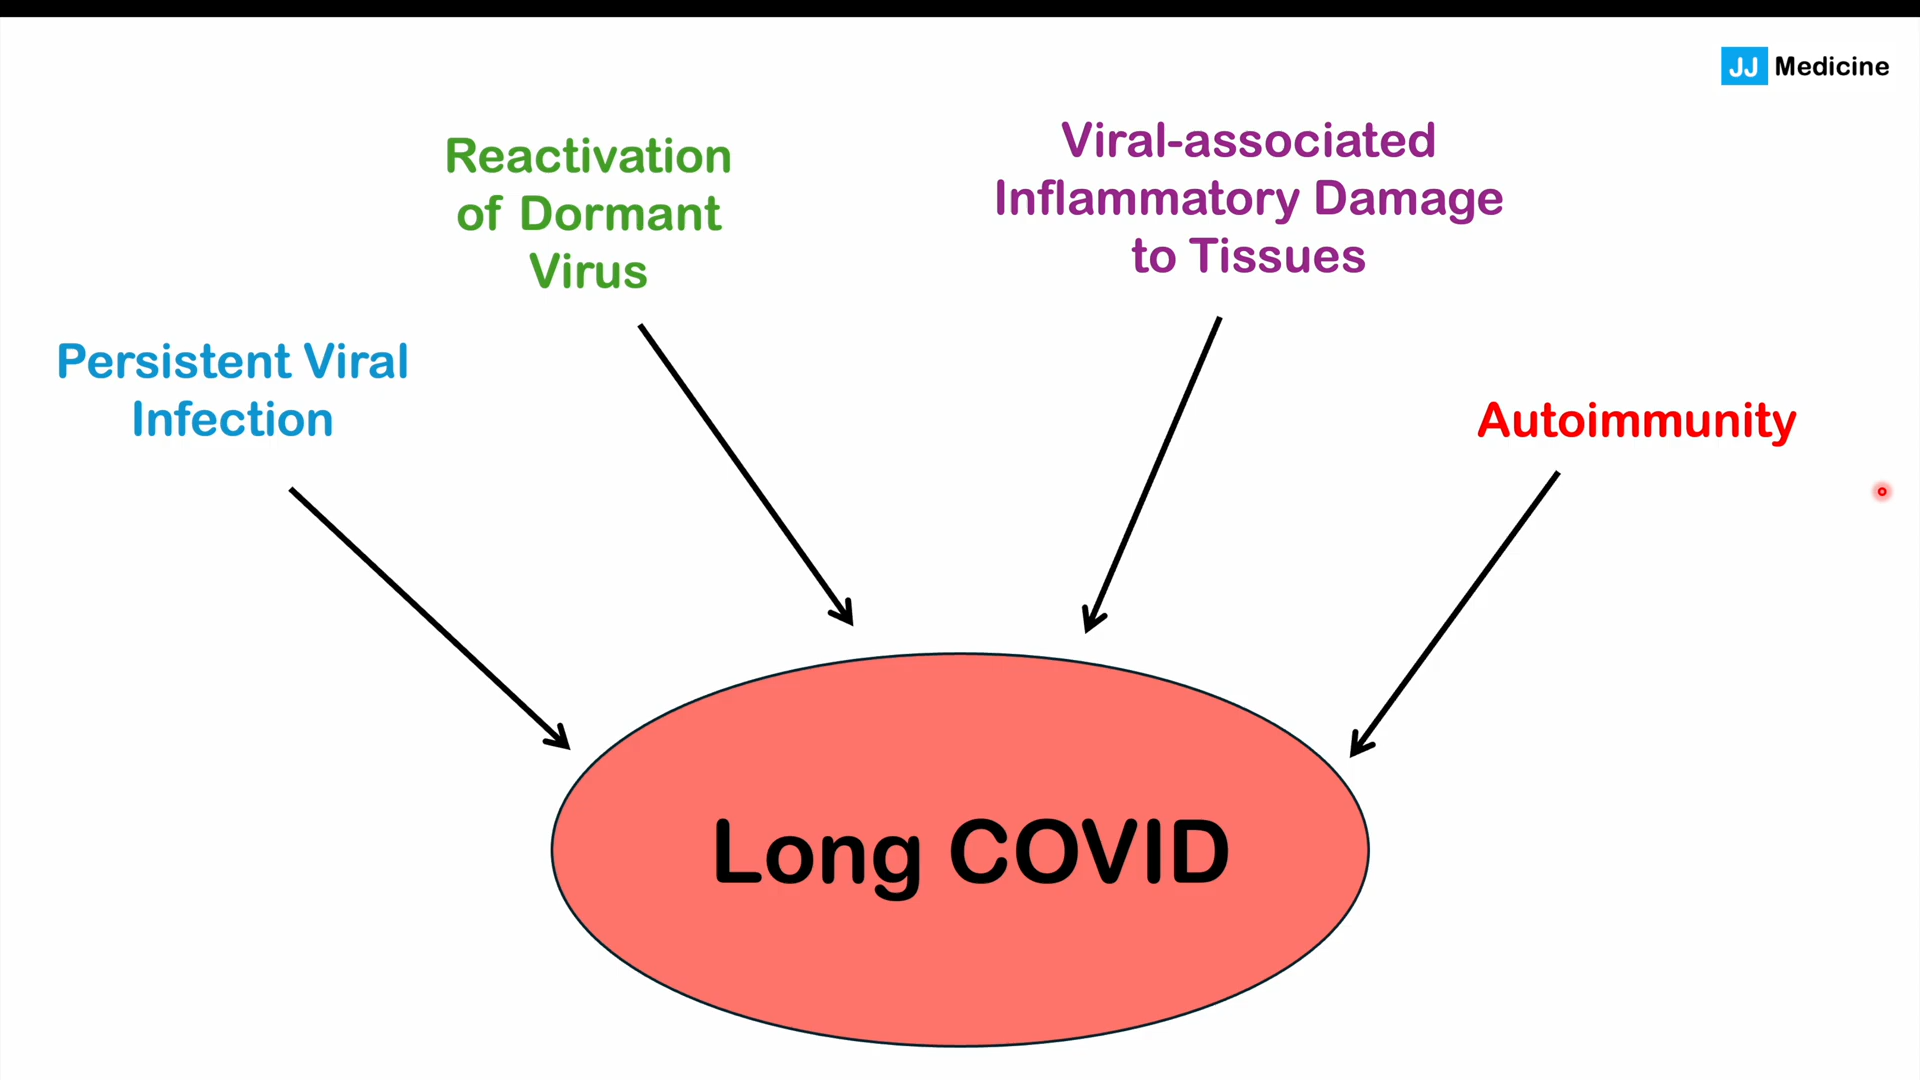 JJ Medicine
Reactivation
of Dormant
Virus
Viral-associated
Inflammatory Damage
to Tissues
Persistent Viral
Infection
Autoimmunity
Long COVID